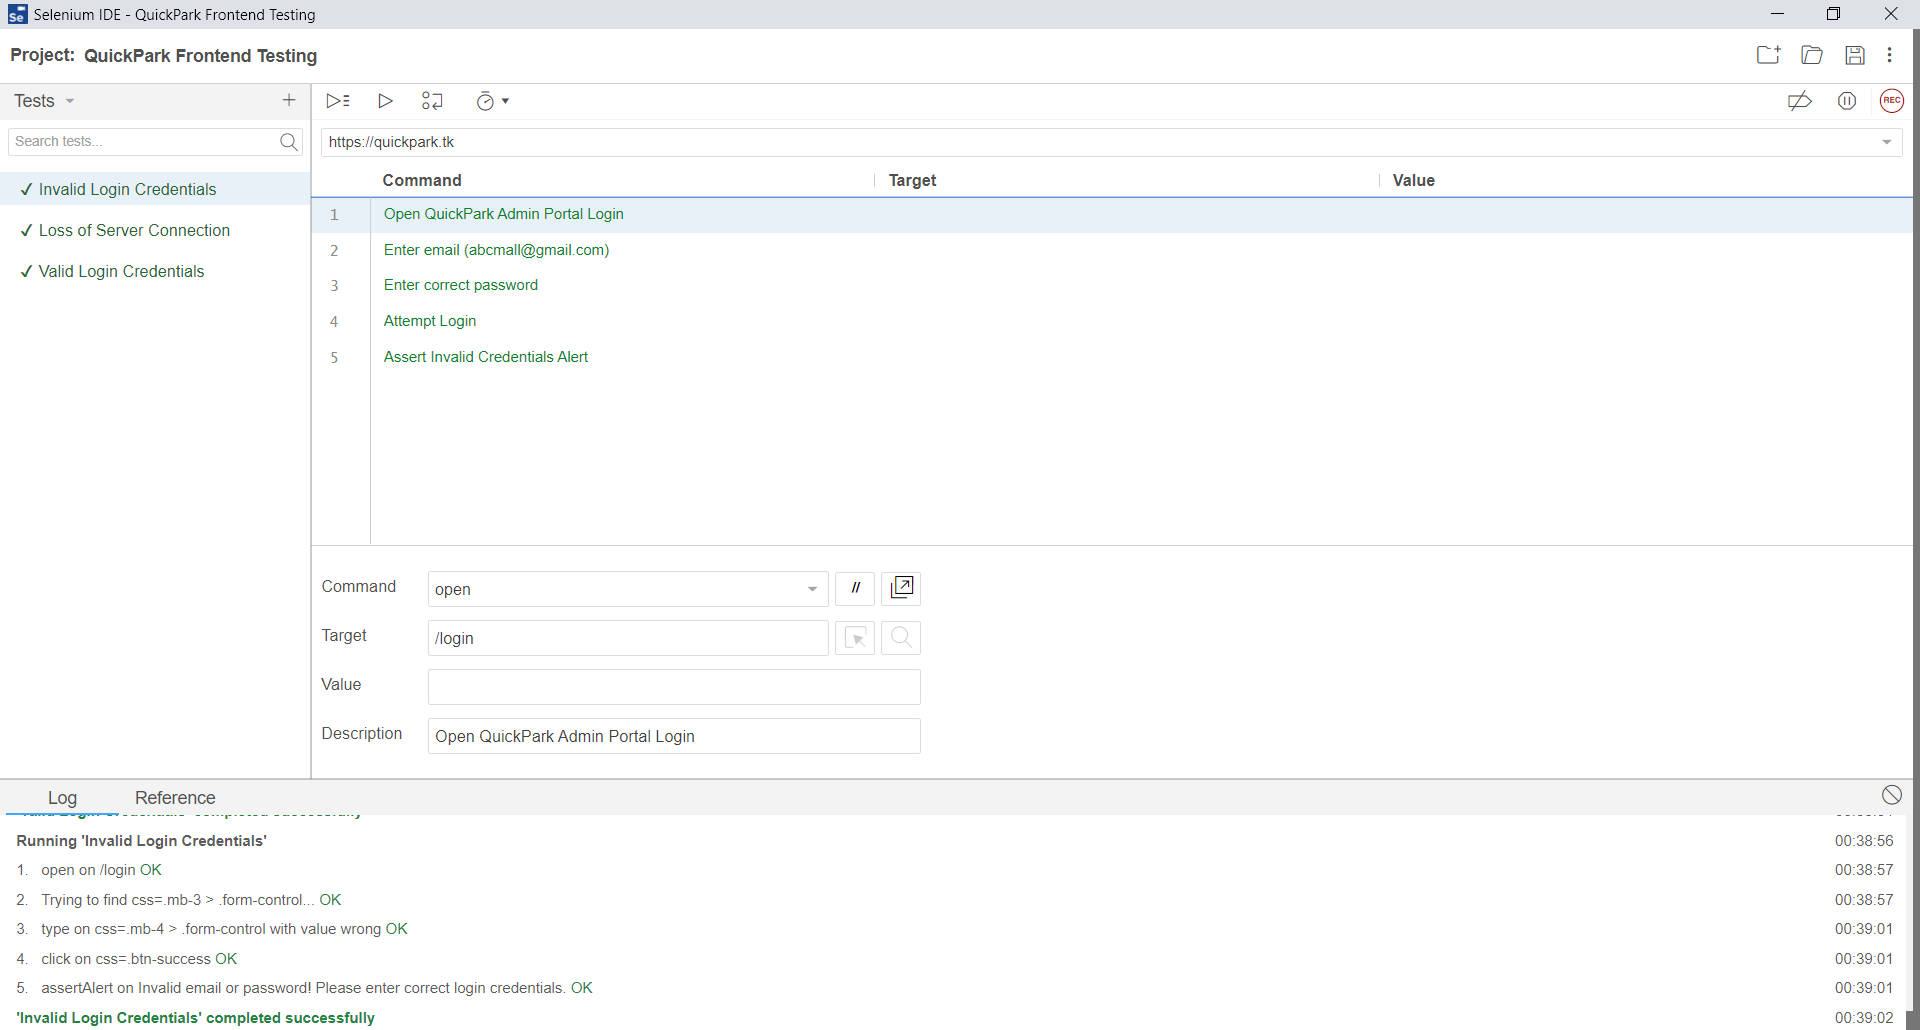 Se Selenium IDE - QuickPark Frontend Testing
Project: QuickPark Frontend Testing
Tests
Search tests...
✓ Invalid Login Credentials
✓ Loss of Server Connection
✓ Valid Login Credentials
REC
https://quickpark.tk
Command Target Value
1 Open QuickPark Admin Portal Login
2 Enter email (abcmall@gmail.com)
3 Enter correct password
4 Attempt Login
5 Assert Invalid Credentials Alert
Command open //
Target /login
Value
Description Open QuickPark Admin Portal Login
Log Reference
Running 'Invalid Login Credentials' 00:38:56
1. open on /login OK 00:38:57
2. Trying to find css=.mb-3 > .form-control... OK 00:38:57
3. type on css=.mb-4 > .form-control with value wrong OK 00:39:01
4. click on css=.btn-success OK 00:39:01
5. assertAlert on Invalid email or password! Please enter correct login credentials. OK 00:39:01
'Invalid Login Credentials' completed successfully 00:39:02